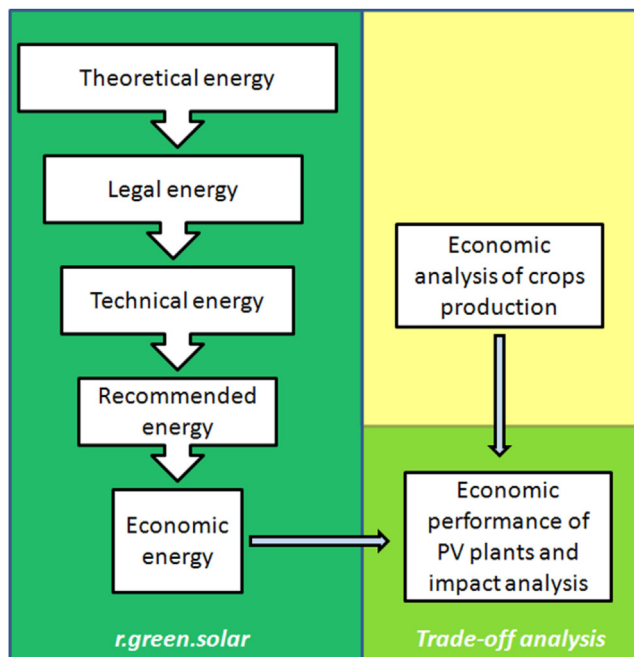 Theoretical energy
Legal energy
Technical energy
Recommended
energy
Economic
energy
r.green.solar
Economic
analysis of crops
production
Economic
performance of
PV plants and
impact analysis
Trade-off analysis